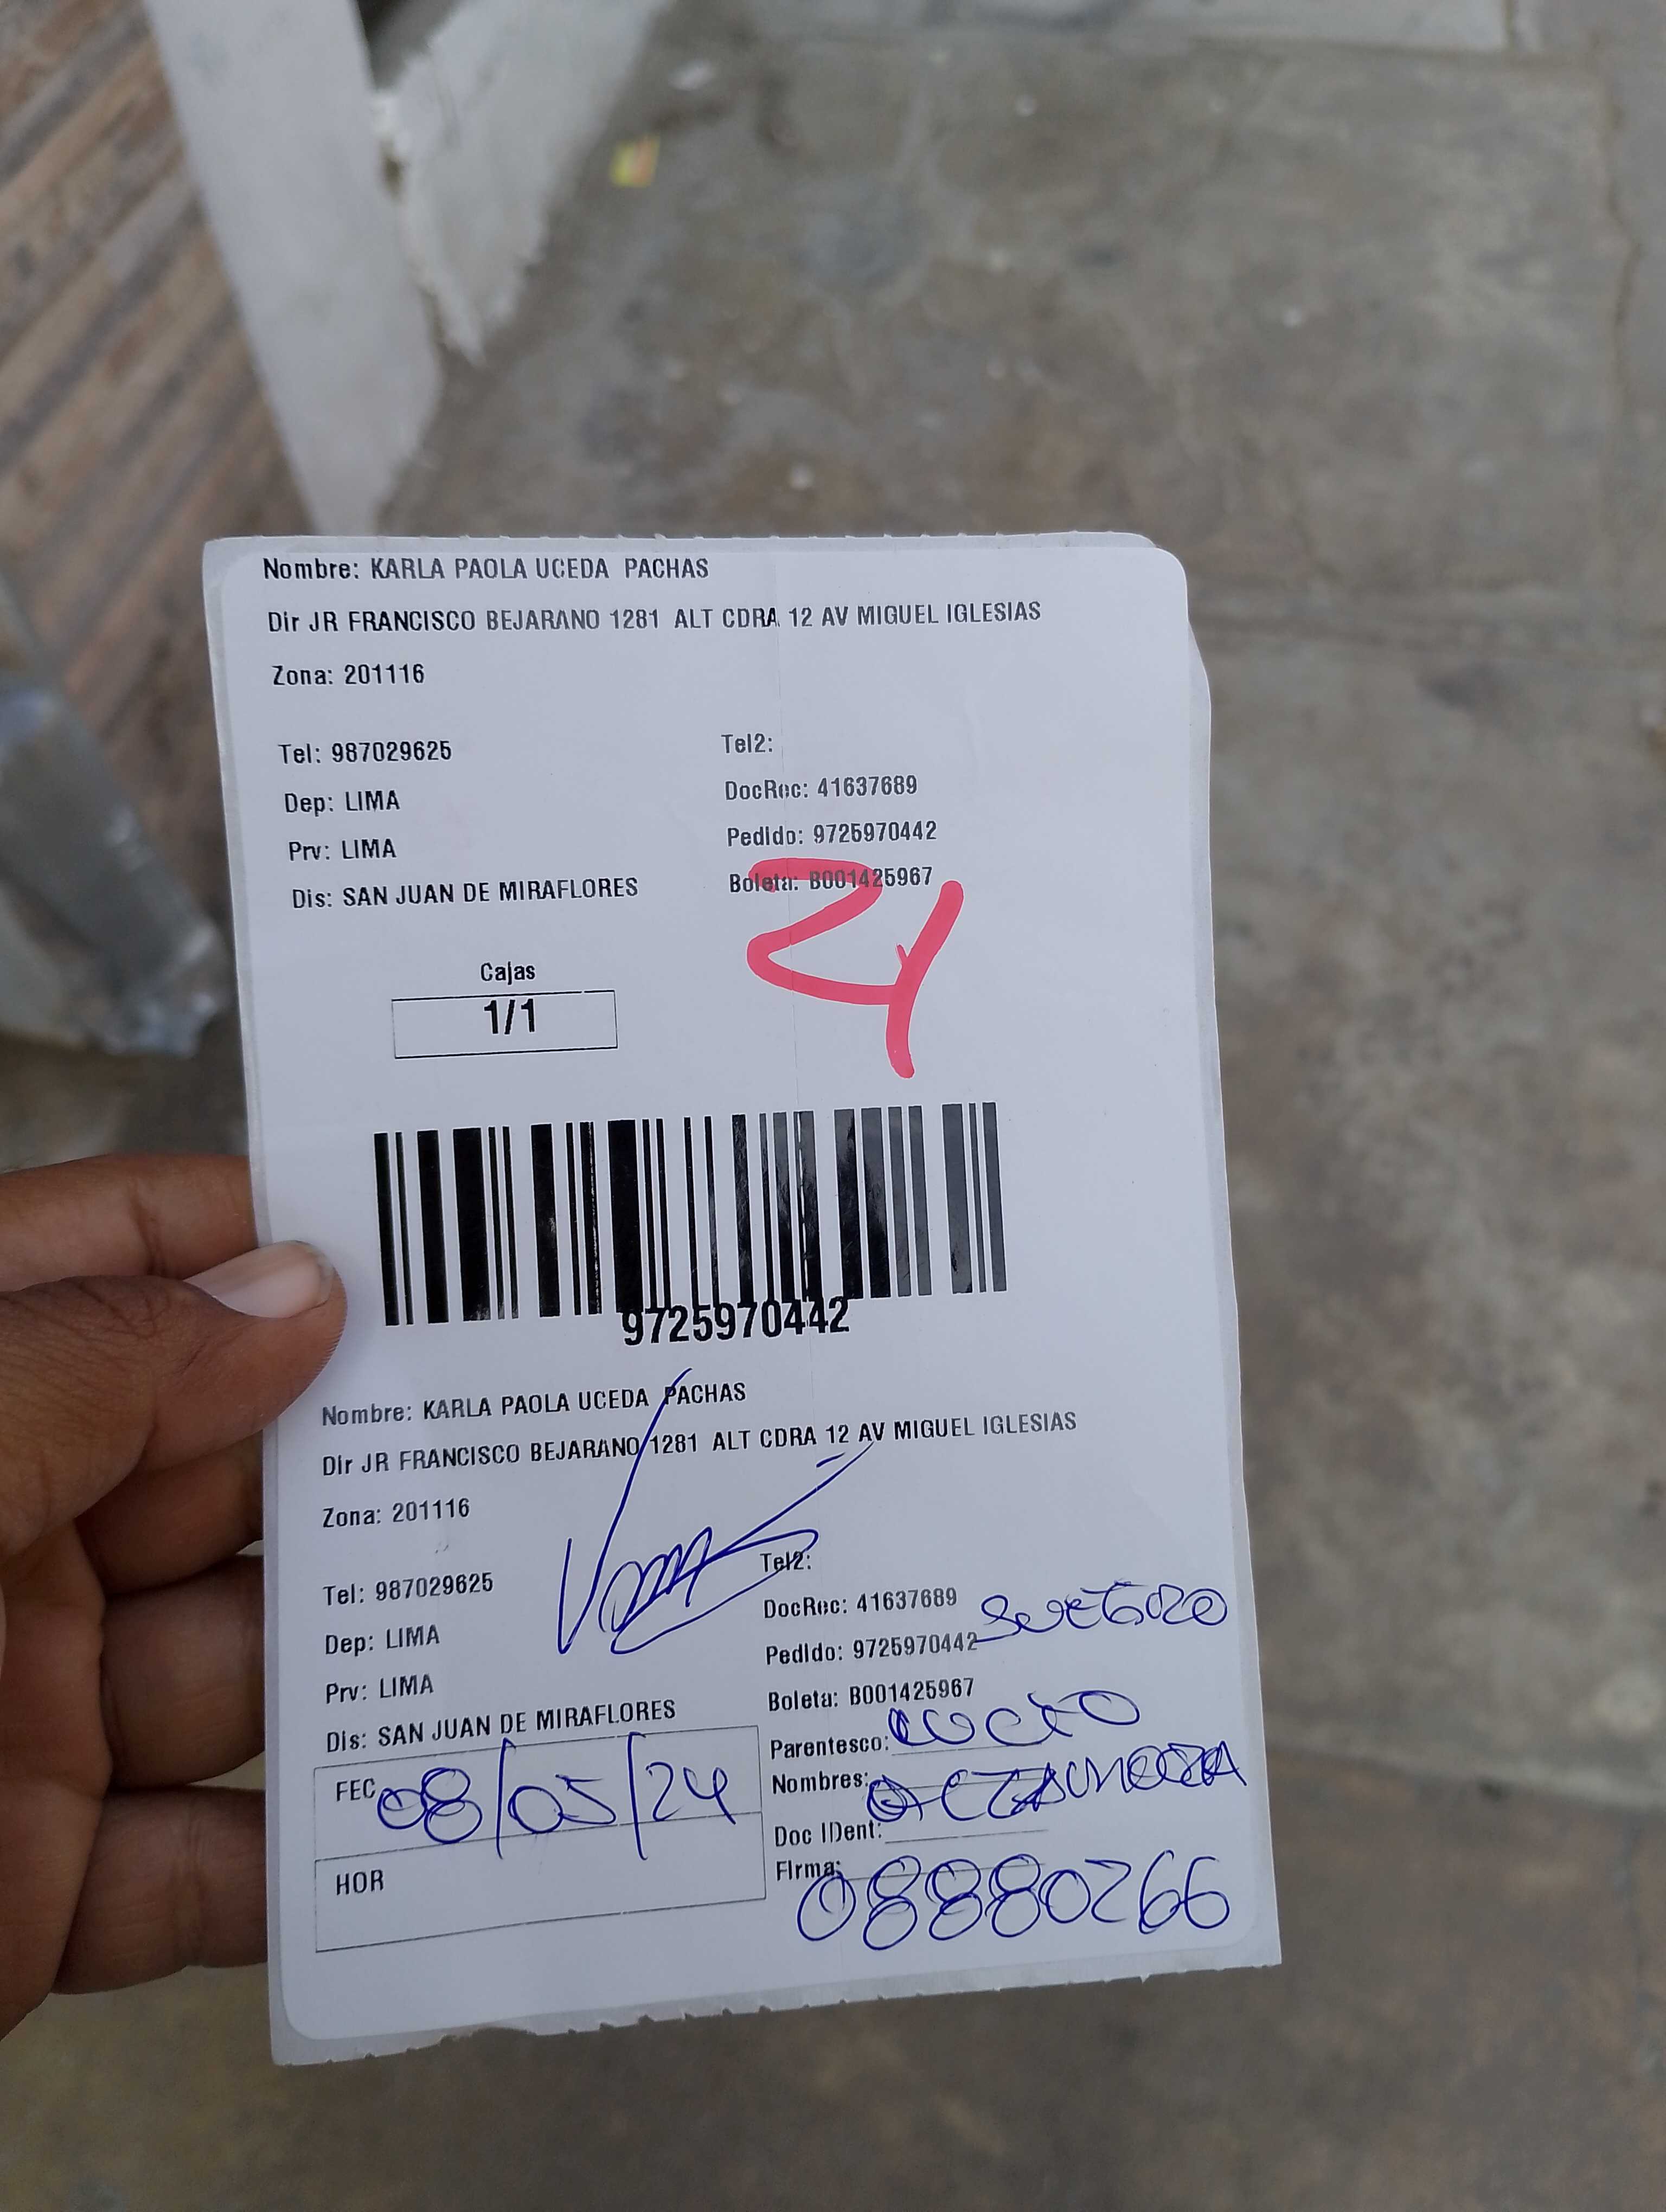 Nombre: KARLA PAOLA UCEDA PACHAS
Dir JR FRANCISCO BEJARANO 1281 ALT CDRA 12 AV MIGUEL IGLESIAS
Zona: 201116
Tel: 987029625 Tel2:
Dep: LIMA DocRec: 41637689
Prv: LIMA Pedido: 9725970442
Dis: SAN JUAN DE MIRAFLORES Boleta: B001425967
24
Cajas
1/1
9725970442
Nombre: KARLA PAOLA UCEDA PACHAS
Dir JR FRANCISCO BEJARANO 1281 ALT CDRA 12 AV MIGUEL IGLESIAS
Zona: 201116
Tel: 987029625 Tel2:
Dep: LIMA DocRec: 41637689
Prv: LIMA Pedido: 9725970442
Dis: SAN JUAN DE MIRAFLORES Boleta: B001425967
Parentesco:
FEC 08/05/24 Nombres:
Doc IDent:
HOR Firma:
08880266